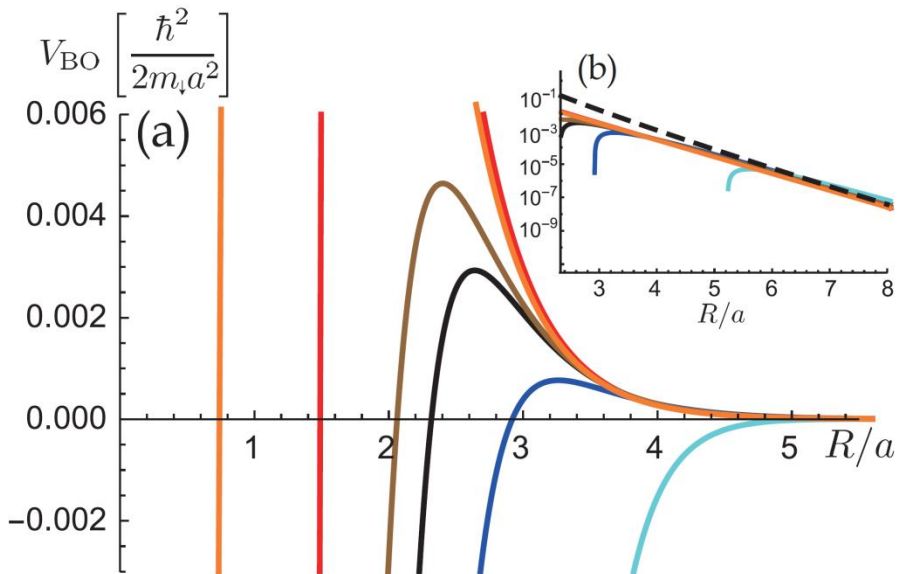 V_BO [ħ² / 2m↓a²]
(a)
0.006
0.004
0.002
0.000
−0.002
1 2 3 4 5
R/a
(b)
10⁻¹
10⁻³
10⁻⁵
10⁻⁷
10⁻⁹
3 4 5 6 7 8
R/a